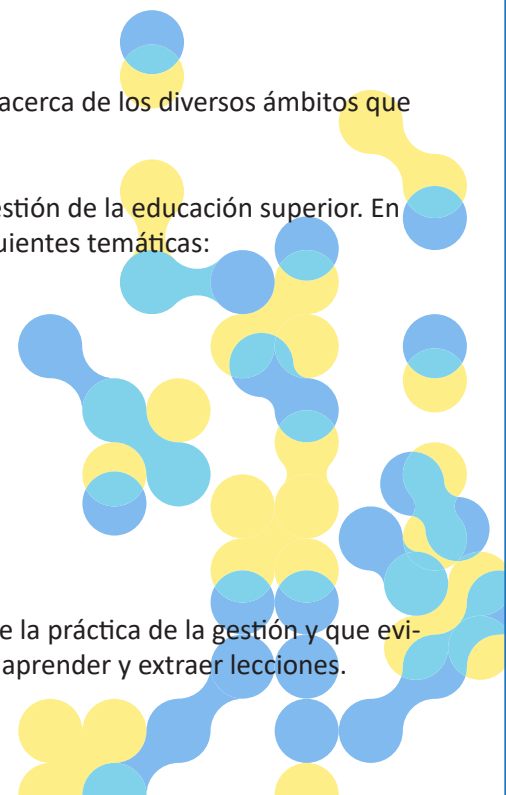 acerca de los diversos ámbitos que
estión de la educación superior. En
uientes temáticas:
e la práctica de la gestión y que evi-
aprender y extraer lecciones.